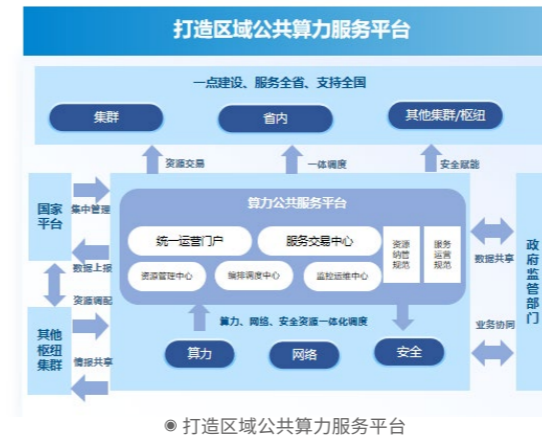 打造区域公共算力服务平台
一点建设、服务全省、支持全国
集群
省内
其他集群/枢纽
资源交易
一体调度
安全赋能
国家
平台
集中管理
数据上报
资源调配
其他
枢纽
集群
情报共享
算力公共服务平台
统一运营门户
服务交易中心
资源管理中心
编排调度中心
监控运维中心
资源
纳管
规范
服务
运营
规范
算力、网络、安全资源一体化调度
算力
网络
安全
数据共享
业务协同
政府监管部门
◉ 打造区域公共算力服务平台